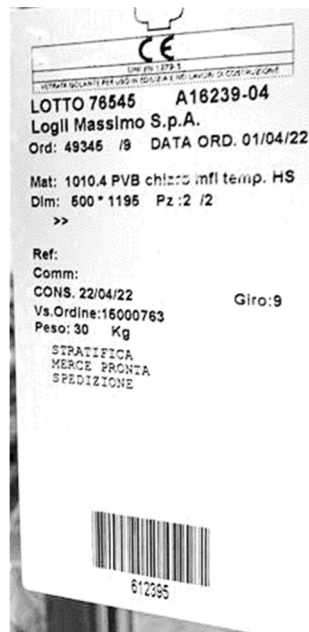 CE
UNI EN 1279-5
VETRATA ISOLANTE PER USO IN EDILIZIA E NEI LAVORI DI COSTRUZIONE
LOTTO 76545 A16239-04
Logli Massimo S.p.A.
Ord: 49345 /9 DATA ORD. 01/04/22
Mat: 1010.4 PVB chiaro mfl temp. HS
Dim: 500 * 1195 Pz :2 /2
>>
Ref:
Comm:
CONS. 22/04/22 Giro:9
Vs.Ordine:15000763
Peso: 30 Kg
STRATIFICA
MERCE PRONTA
SPEDIZIONE
612395